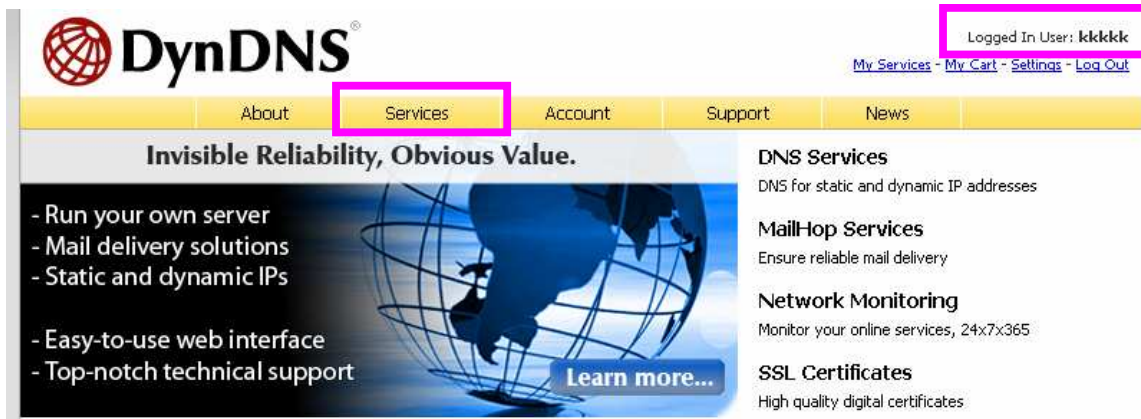 DynDNS®
Logged In User: kkkkk
My Services - My Cart - Settings - Log Out
About Services Account Support News
Invisible Reliability, Obvious Value.
- Run your own server
- Mail delivery solutions
- Static and dynamic IPs
- Easy-to-use web interface
- Top-notch technical support
Learn more...
DNS Services
DNS for static and dynamic IP addresses
MailHop Services
Ensure reliable mail delivery
Network Monitoring
Monitor your online services, 24x7x365
SSL Certificates
High quality digital certificates